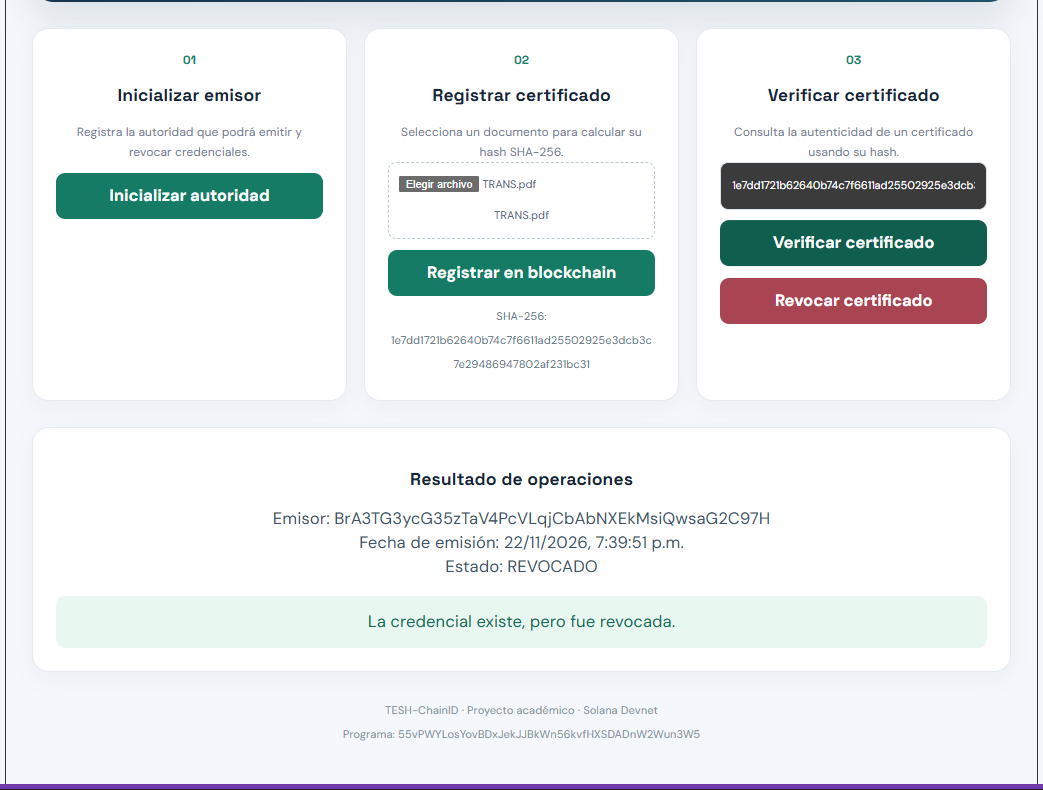 01
Inicializar emisor
Registra la autoridad que podrá emitir y
revocar credenciales.
Inicializar autoridad
02
Registrar certificado
Selecciona un documento para calcular su
hash SHA-256.
Elegir archivo TRANS.pdf
TRANS.pdf
Registrar en blockchain
SHA-256:
1e7dd1721b62640b74c7f6611ad25502925e3dcb3c
7e29486947802af231bc31
03
Verificar certificado
Consulta la autenticidad de un certificado
usando su hash.
1e7dd1721b62640b74c7f6611ad25502925e3dcb3
Verificar certificado
Revocar certificado
Resultado de operaciones
Emisor: BrA3TG3ycG35zTaV4PcVLqjCbAbNXEkMsiQwsaG2C97H
Fecha de emisión: 22/11/2026, 7:39:51 p.m.
Estado: REVOCADO
La credencial existe, pero fue revocada.
TESH-ChainID · Proyecto académico · Solana Devnet
Programa: 55vPWYLosYovBDxJekJJBkWn56kvfHXSDADnW2Wun3W5